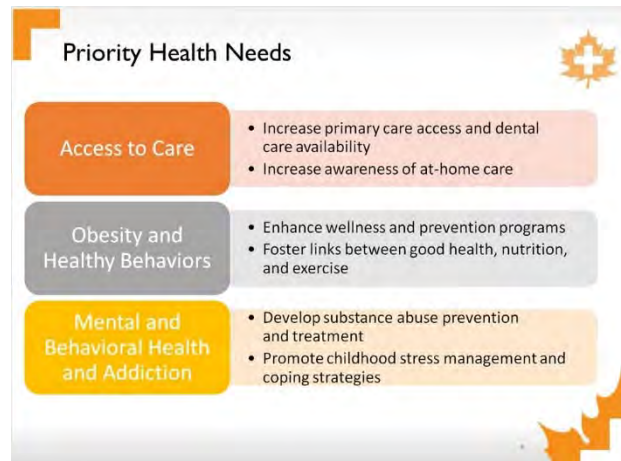 Priority Health Needs
Access to Care
• Increase primary care access and dental
care availability
• Increase awareness of at-home care
Obesity and
Healthy Behaviors
• Enhance wellness and prevention programs
• Foster links between good health, nutrition,
and exercise
Mental and
Behavioral Health
and Addiction
• Develop substance abuse prevention
and treatment
• Promote childhood stress management and
coping strategies